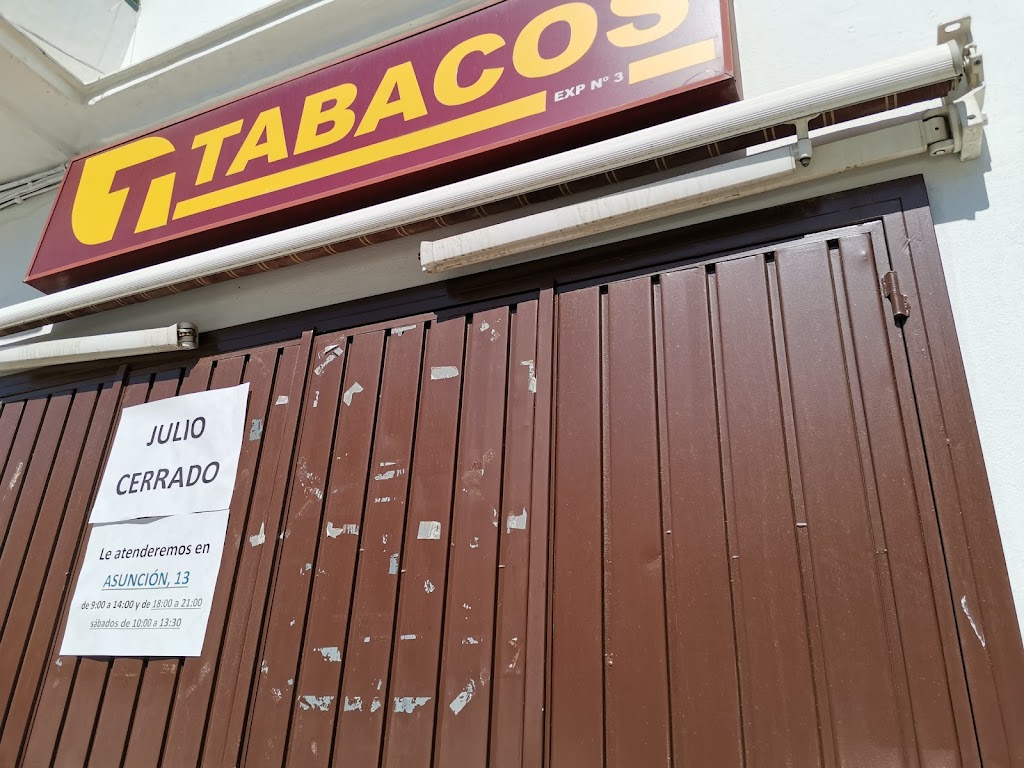 TABACOS
EXP Nº 3
JULIO
CERRADO
Le atenderemos en
ASUNCIÓN, 13
de 9:00 a 14:00 y de 18:00 a 21:00
sábados de 10:00 a 13:30